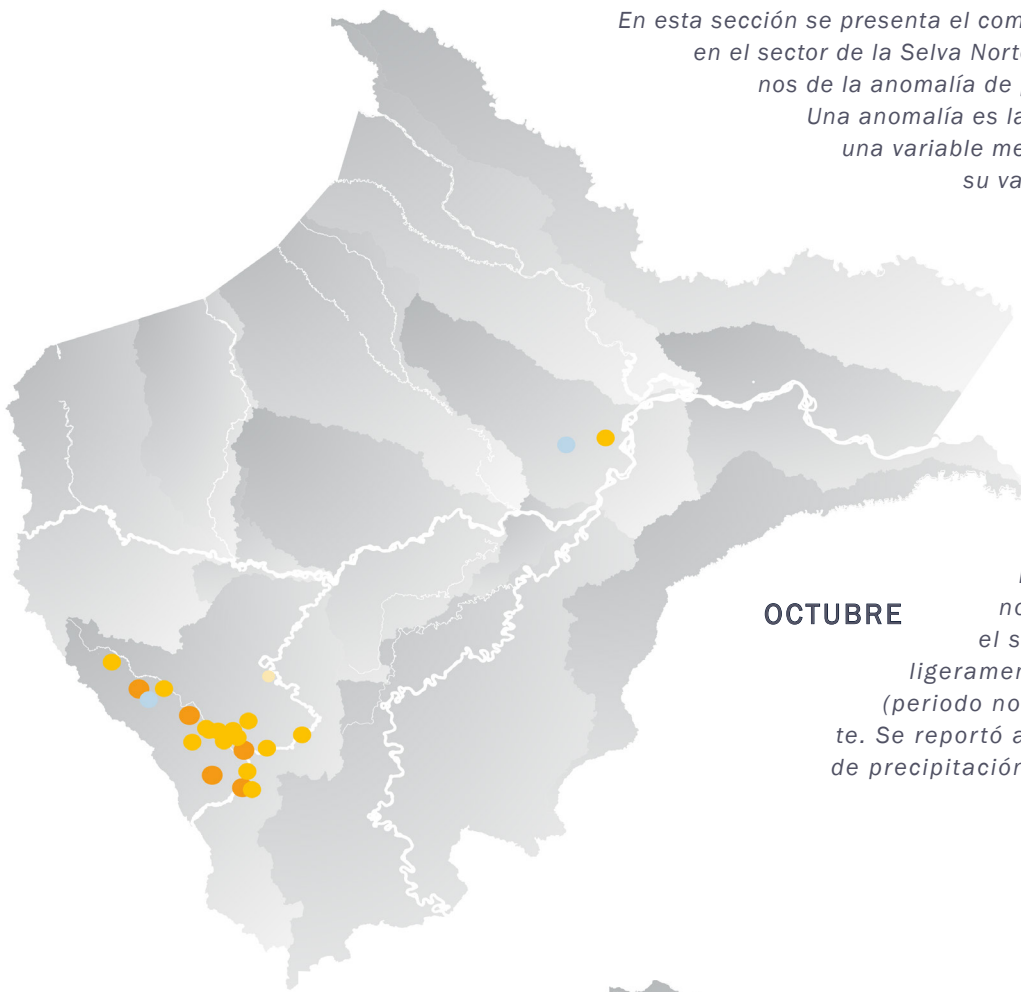 En esta sección se presenta el com
en el sector de la Selva Nort
nos de la anomalía de
Una anomalía es la
una variable me
su va
OCTUBRE
no
el s
ligeramen
(periodo no
te. Se reportó a
de precipitación